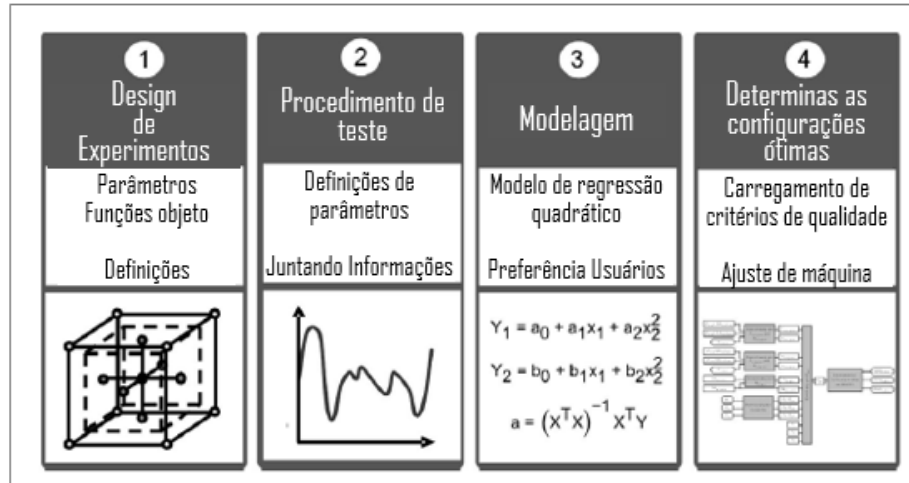 1
Design
de
Experimentos
Parâmetros
Funções objeto
Definições
2
Procedimento de
teste
Definições de
parâmetros
Juntando Informações
3
Modelagem
Modelo de regressão
quadrático
Preferência Usuários
Y₁ = a₀ + a₁x₁ + a₂x₂²
Y₂ = b₀ + b₁x₁ + b₂x₂²
a = (XᵀX)⁻¹ XᵀY
4
Determinas as
configurações
ótimas
Carregamento de
critérios de qualidade
Ajuste de máquina